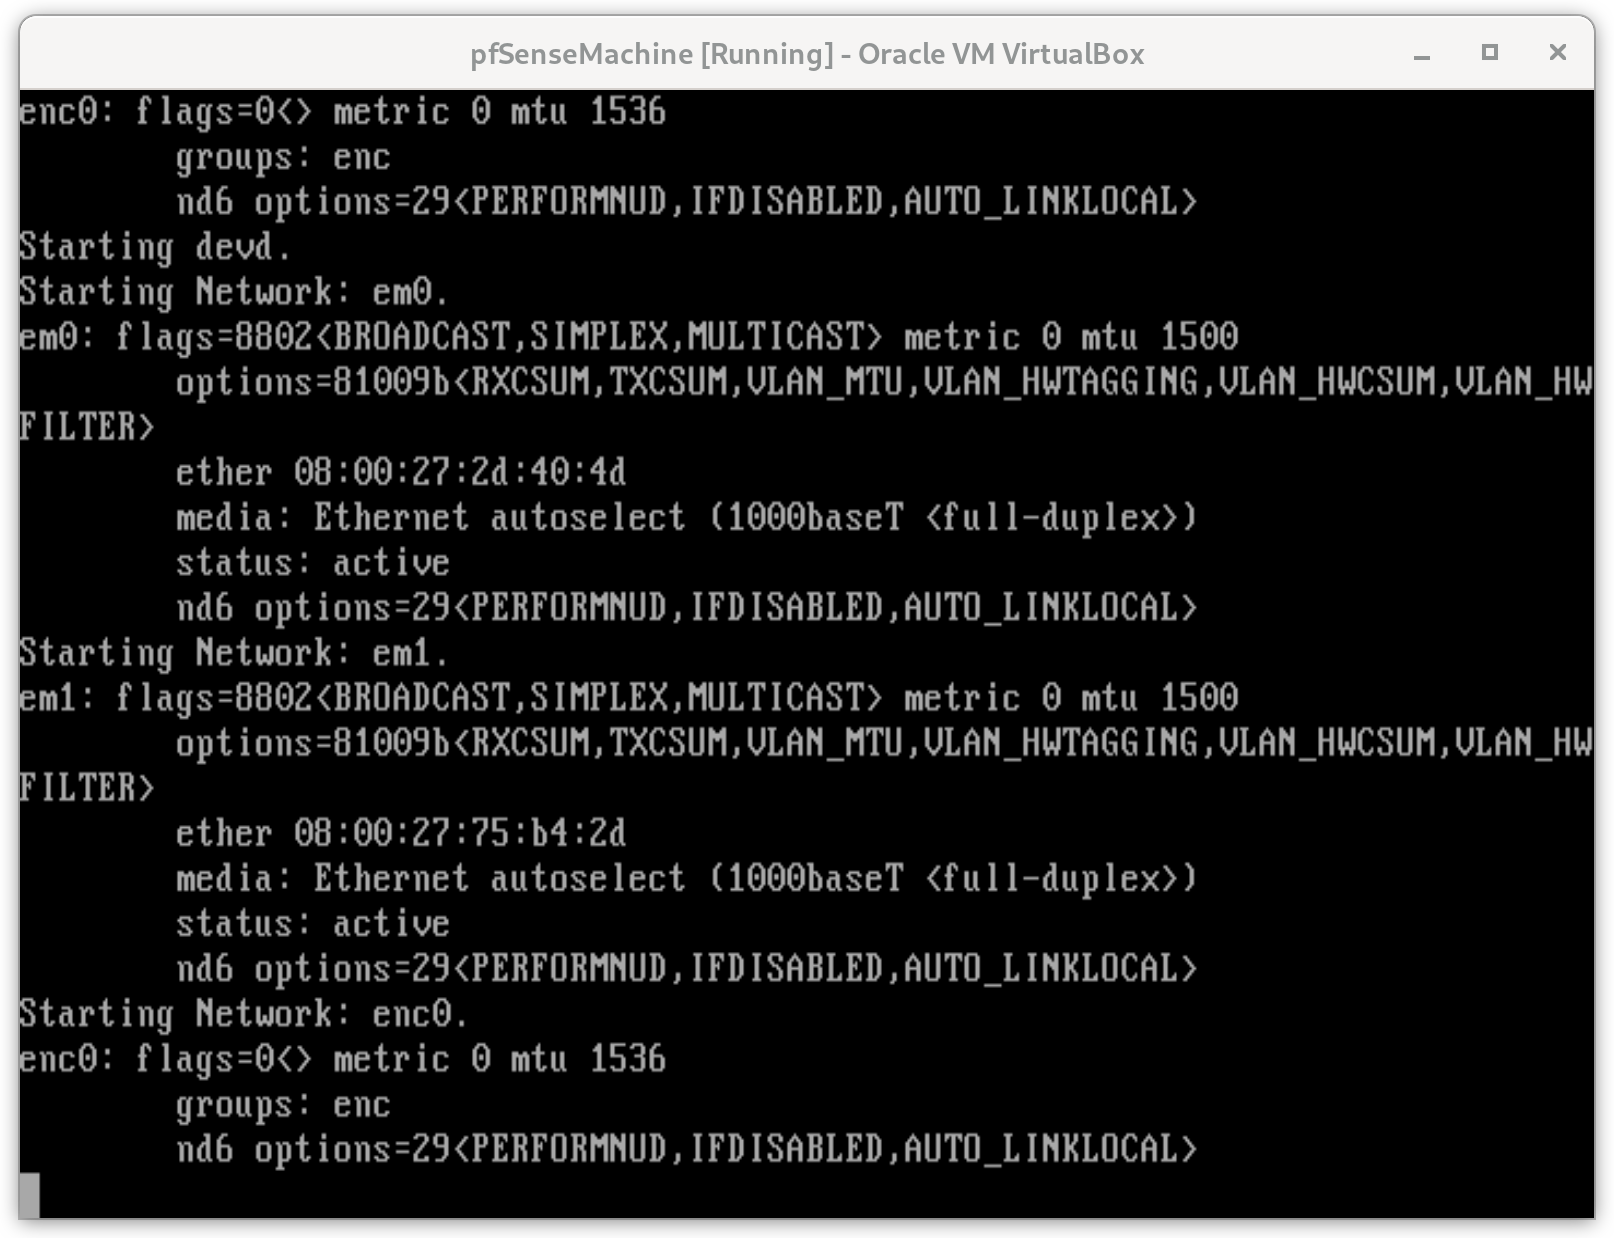 pfSenseMachine [Running] - Oracle VM VirtualBox
enc0: flags=0<> metric 0 mtu 1536
groups: enc
nd6 options=29<PERFORMNUD,IFDISABLED,AUTO_LINKLOCAL>
Starting devd.
Starting Network: em0.
em0: flags=8802<BROADCAST,SIMPLEX,MULTICAST> metric 0 mtu 1500
options=81009b<RXCSUM,TXCSUM,VLAN_MTU,VLAN_HWTAGGING,VLAN_HWCSUM,VLAN_HW
FILTER>
ether 08:00:27:2d:40:4d
media: Ethernet autoselect (1000baseT <full-duplex>)
status: active
nd6 options=29<PERFORMNUD,IFDISABLED,AUTO_LINKLOCAL>
Starting Network: em1.
em1: flags=8802<BROADCAST,SIMPLEX,MULTICAST> metric 0 mtu 1500
options=81009b<RXCSUM,TXCSUM,VLAN_MTU,VLAN_HWTAGGING,VLAN_HWCSUM,VLAN_HW
FILTER>
ether 08:00:27:75:b4:2d
media: Ethernet autoselect (1000baseT <full-duplex>)
status: active
nd6 options=29<PERFORMNUD,IFDISABLED,AUTO_LINKLOCAL>
Starting Network: enc0.
enc0: flags=0<> metric 0 mtu 1536
groups: enc
nd6 options=29<PERFORMNUD,IFDISABLED,AUTO_LINKLOCAL>